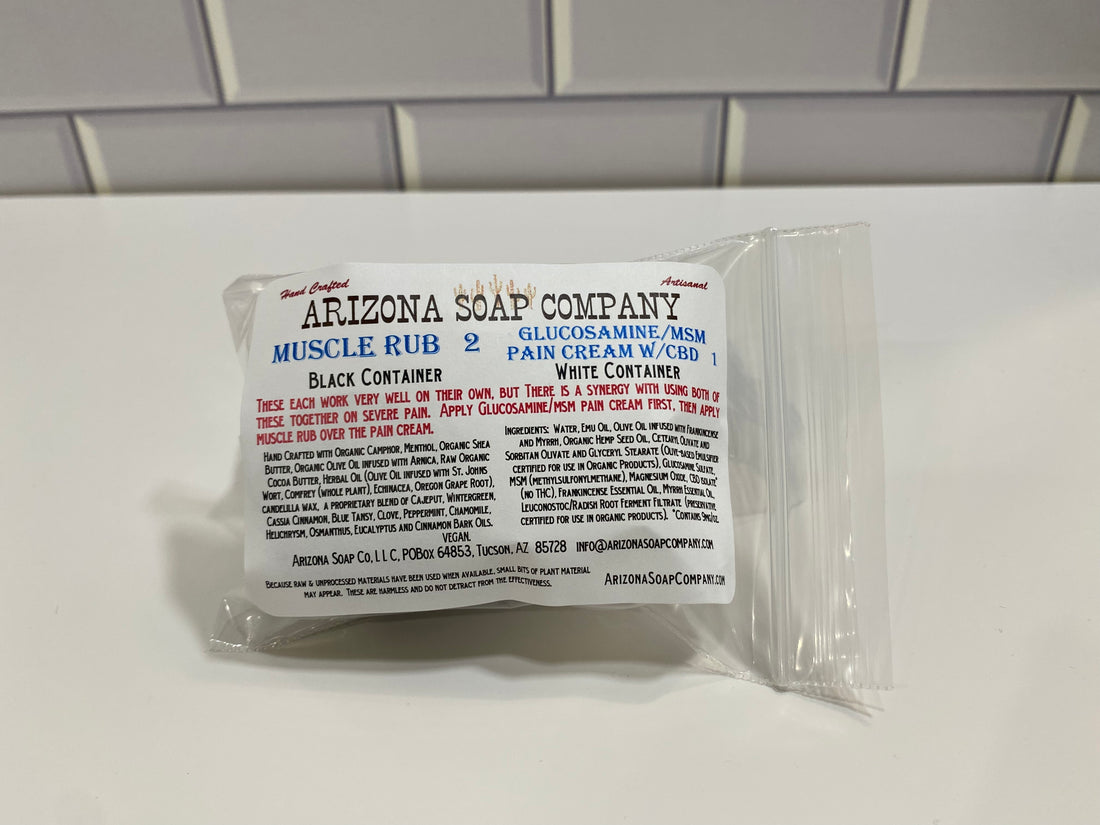 Hand Crafted
Artisanal
ARIZONA SOAP COMPANY
MUSCLE RUB 2
GLUCOSAMINE/MSM
PAIN CREAM W/CBD 1
BLACK CONTAINER
WHITE CONTAINER
THESE EACH WORK VERY WELL ON THEIR OWN, BUT THERE IS A SYNERGY WITH USING BOTH OF
THESE TOGETHER ON SEVERE PAIN. APPLY GLUCOSAMINE/MSM PAIN CREAM FIRST, THEN APPLY
MUSCLE RUB OVER THE PAIN CREAM.
HAND CRAFTED WITH ORGANIC CAMPHOR, MENTHOL, ORGANIC SHEA
BUTTER, ORGANIC OLIVE OIL INFUSED WITH ARNICA, RAW ORGANIC
COCOA BUTTER, HERBAL OIL (OLIVE OIL INFUSED WITH ST. JOHNS
WORT, COMFREY (WHOLE PLANT), ECHINACEA, OREGON GRAPE ROOT),
CANDELILLA WAX, A PROPRIETARY BLEND OF CAJEPUT, WINTERGREEN,
CASSIA CINNAMON, BLUE TANSY, CLOVE, PEPPERMINT, CHAMOMILE,
HELICHRYSM, OSMANTHUS, EUCALYPTUS AND CINNAMON BARK OILS.
VEGAN.
INGREDIENTS: WATER, EMU OIL, OLIVE OIL INFUSED WITH FRANKINCENSE
AND MYRRH, ORGANIC HEMP SEED OIL, CETEARYL OLIVATE AND
SORBITAN OLIVATE AND GLYCERYL STEARATE (OLIVE-BASED EMULSIFIER
CERTIFIED FOR USE IN ORGANIC PRODUCTS), GLUCOSAMINE SULFATE,
MSM (METHYLSULFONYLMETHANE), MAGNESIUM OXIDE, CBD ISOLATE*
(NO THC), FRANKINCENSE ESSENTIAL OIL, MYRRH ESSENTIAL OIL,
LEUCONOSTOC/RADISH ROOT FERMENT FILTRATE (PRESERVATIVE
CERTIFIED FOR USE IN ORGANIC PRODUCTS). *CONTAINS 9MG/OZ.
ARIZONA SOAP CO, L L C, POBOX 64853, TUCSON, AZ 85728 INFO@ARIZONASOAPCOMPANY.COM
BECAUSE RAW & UNPROCESSED MATERIALS HAVE BEEN USED WHEN AVAILABLE, SMALL BITS OF PLANT MATERIAL
MAY APPEAR. THESE ARE HARMLESS AND DO NOT DETRACT FROM THE EFFECTIVENESS.
ARIZONASOAPCOMPANY.COM